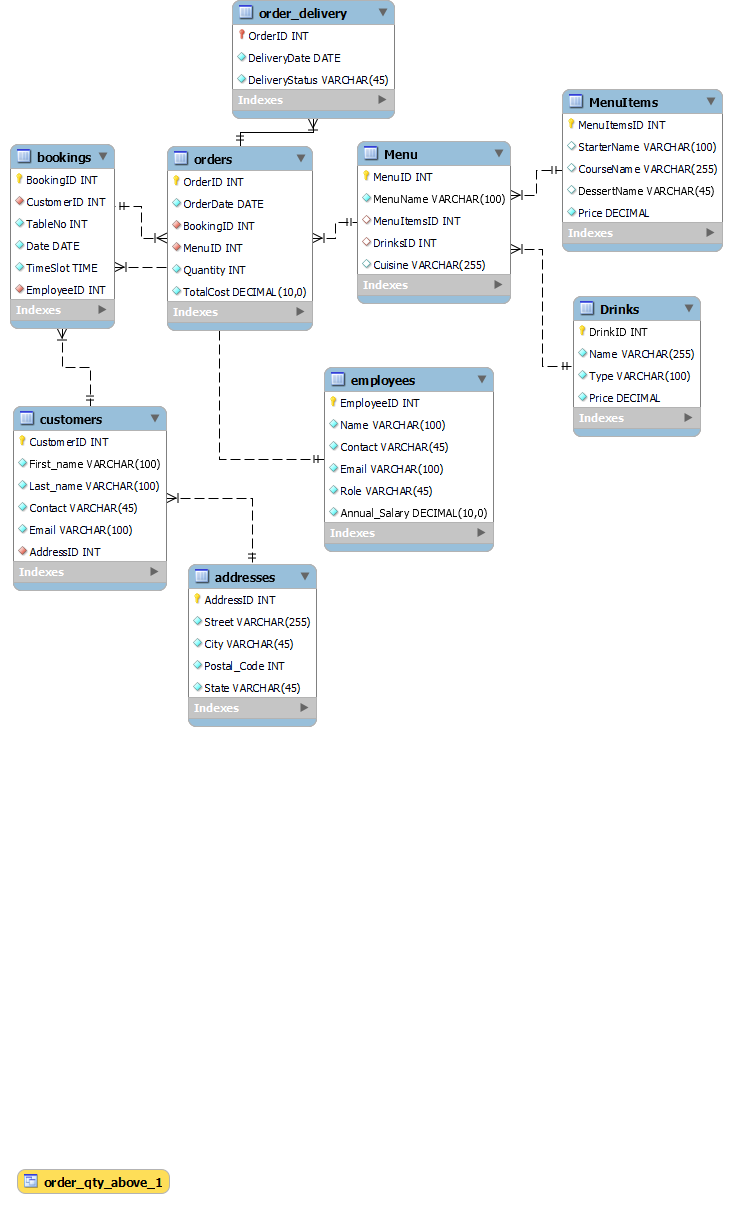 order_delivery
OrderID INT
DeliveryDate DATE
DeliveryStatus VARCHAR(45)
Indexes
MenuItems
MenuItemsID INT
StarterName VARCHAR(100)
CourseName VARCHAR(255)
DessertName VARCHAR(45)
Price DECIMAL
Indexes
bookings
BookingID INT
CustomerID INT
TableNo INT
Date DATE
TimeSlot TIME
EmployeeID INT
Indexes
orders
OrderID INT
OrderDate DATE
BookingID INT
MenuID INT
Quantity INT
TotalCost DECIMAL(10,0)
Indexes
Menu
MenuID INT
MenuName VARCHAR(100)
MenuItemsID INT
DrinksID INT
Cuisine VARCHAR(255)
Indexes
Drinks
DrinkID INT
Name VARCHAR(255)
Type VARCHAR(100)
Price DECIMAL
Indexes
employees
EmployeeID INT
Name VARCHAR(100)
Contact VARCHAR(45)
Email VARCHAR(100)
Role VARCHAR(45)
Annual_Salary DECIMAL(10,0)
Indexes
customers
CustomerID INT
First_name VARCHAR(100)
Last_name VARCHAR(100)
Contact VARCHAR(45)
Email VARCHAR(100)
AddressID INT
Indexes
addresses
AddressID INT
Street VARCHAR(255)
City VARCHAR(45)
Postal_Code INT
State VARCHAR(45)
Indexes
order_qty_above_1